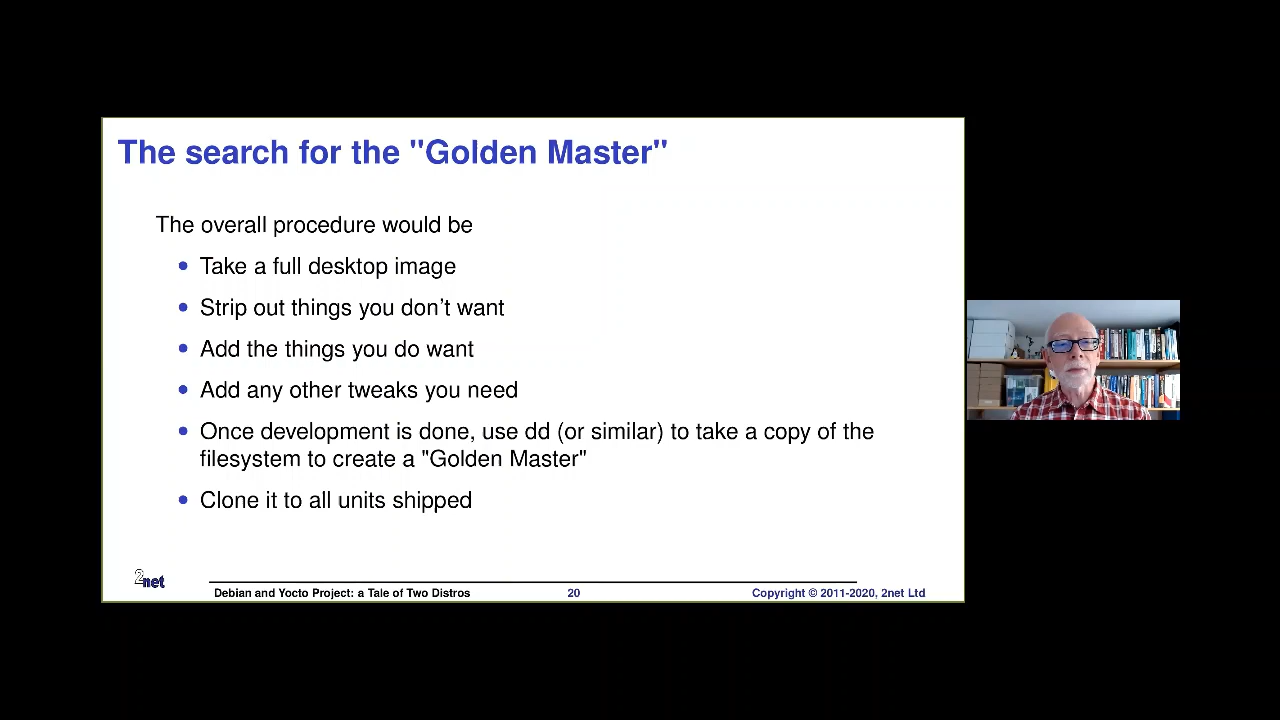 The search for the "Golden Master"
The overall procedure would be
Take a full desktop image
Strip out things you don't want
Add the things you do want
Add any other tweaks you need
Once development is done, use dd (or similar) to take a copy of the
filesystem to create a "Golden Master"
Clone it to all units shipped
2net
Debian and Yocto Project: a Tale of Two Distros 20 Copyright © 2011-2020, 2net Ltd